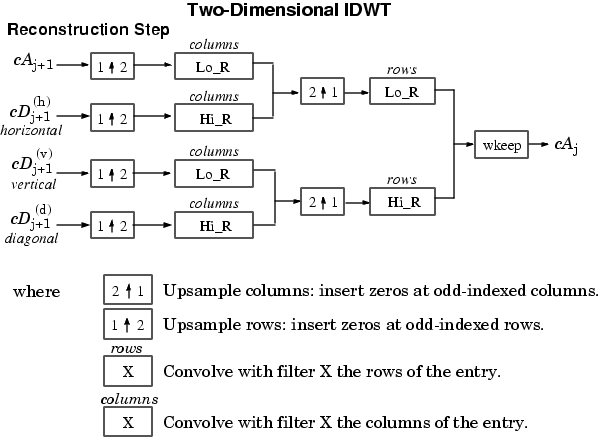 Two-Dimensional IDWT
Reconstruction Step
columns
cA j+1
1 ↑ 2
Lo_R
rows
2 ↑ 1
Lo_R
columns
cD j+1 (h)
horizontal
1 ↑ 2
Hi_R
wkeep
cA j
columns
cD j+1 (v)
vertical
1 ↑ 2
Lo_R
rows
2 ↑ 1
Hi_R
columns
cD j+1 (d)
diagonal
1 ↑ 2
Hi_R
where
2 ↑ 1 Upsample columns: insert zeros at odd-indexed columns.
1 ↑ 2 Upsample rows: insert zeros at odd-indexed rows.
rows
X Convolve with filter X the rows of the entry.
columns
X Convolve with filter X the columns of the entry.